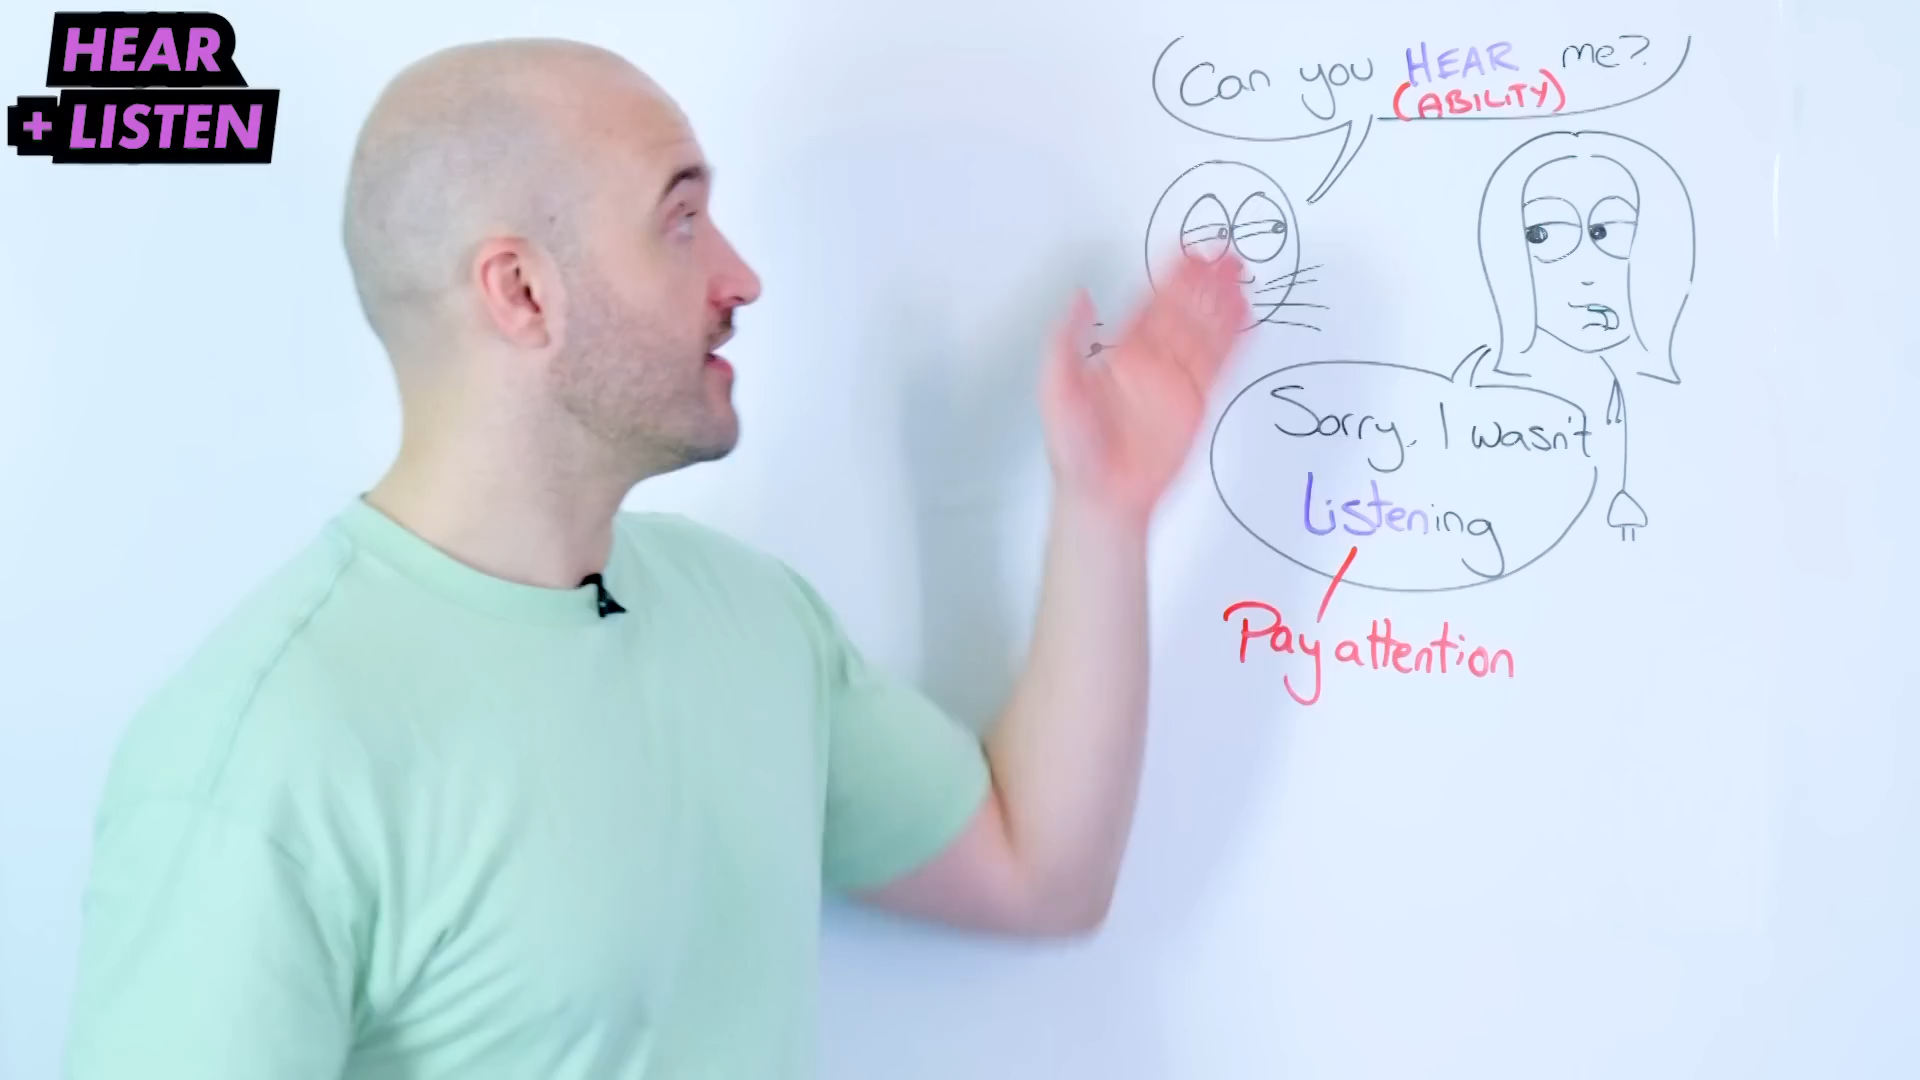 HEAR
+ LISTEN
Can you HEAR me?
(ABILITY)
Sorry, I wasn't
Listening
Pay attention